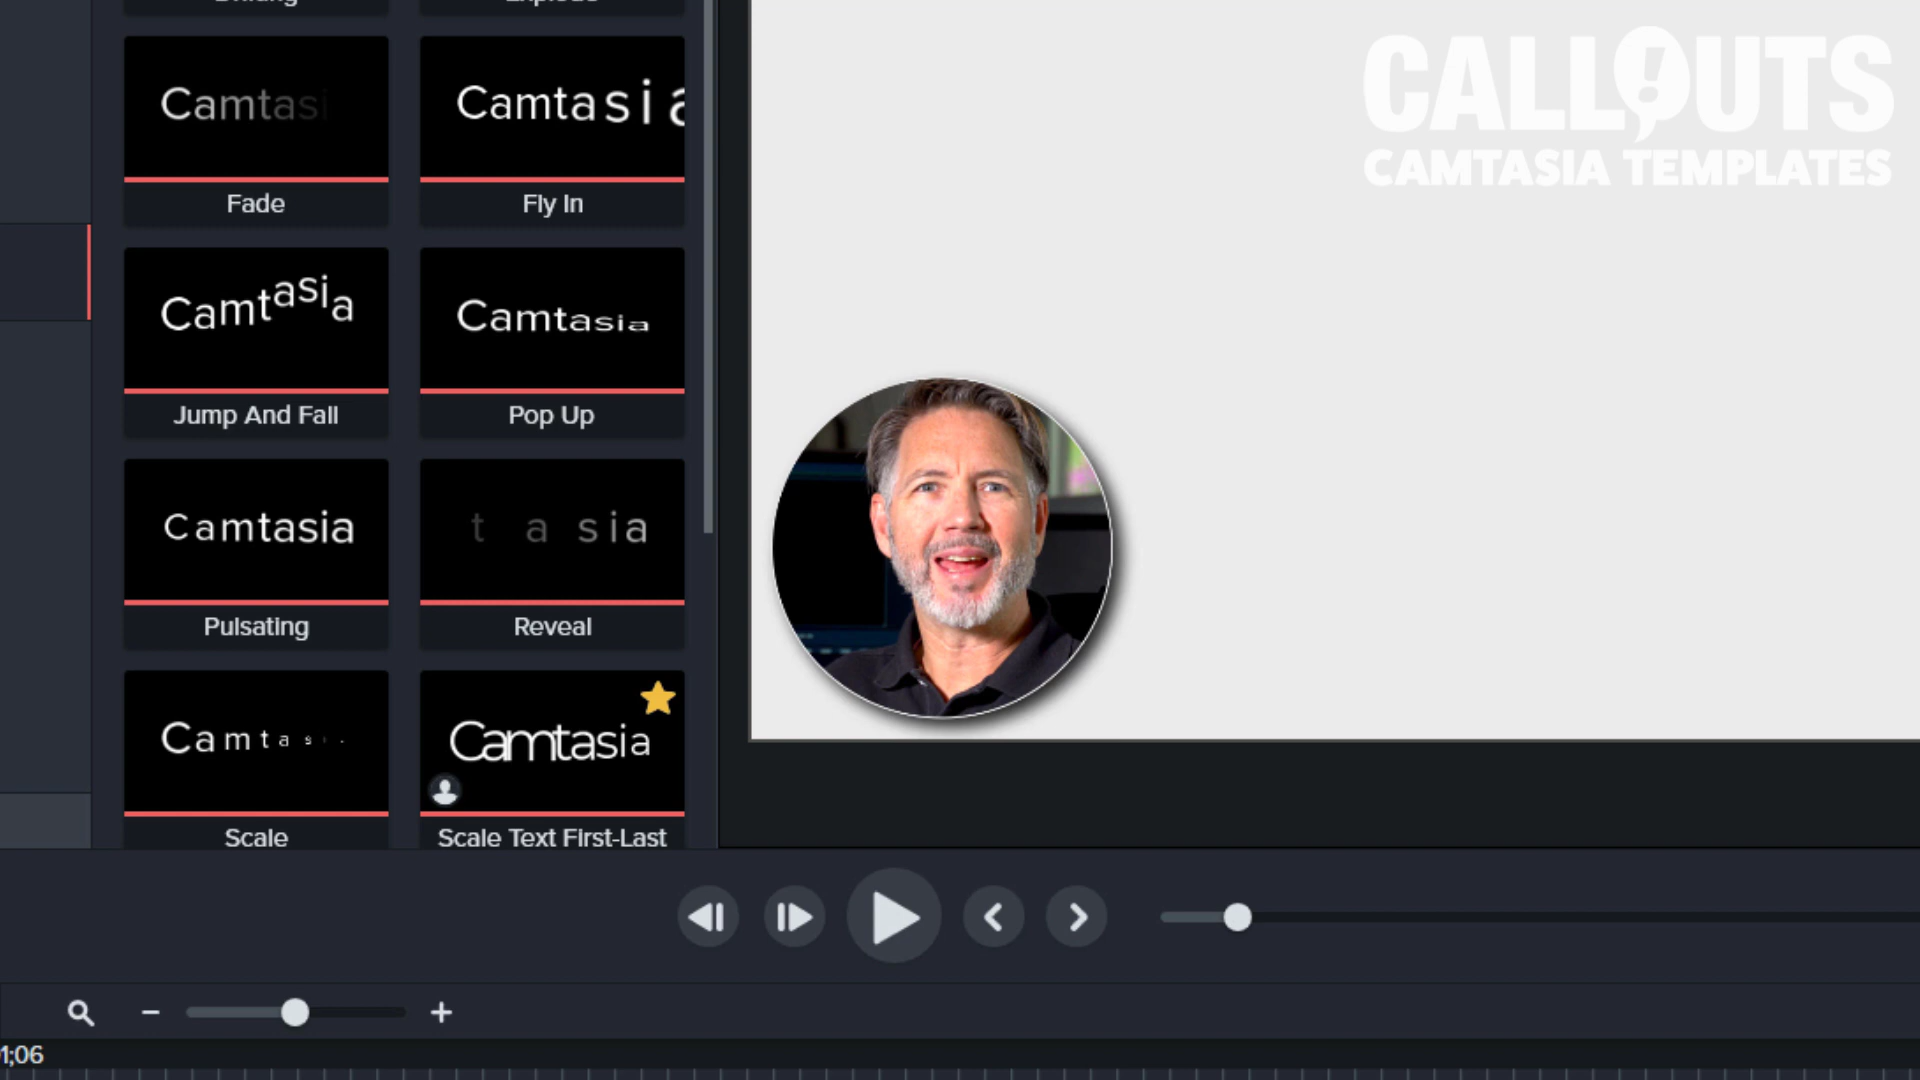 CALLOUTS
CAMTASIA TEMPLATES
Camtasi
Camtasia
Fade
Fly In
Camtasia
Camtasia
Jump And Fall
Pop Up
Camtasia
t a sia
Pulsating
Reveal
Camtas
Camtasia
Scale
Scale Text First-Last
1;06